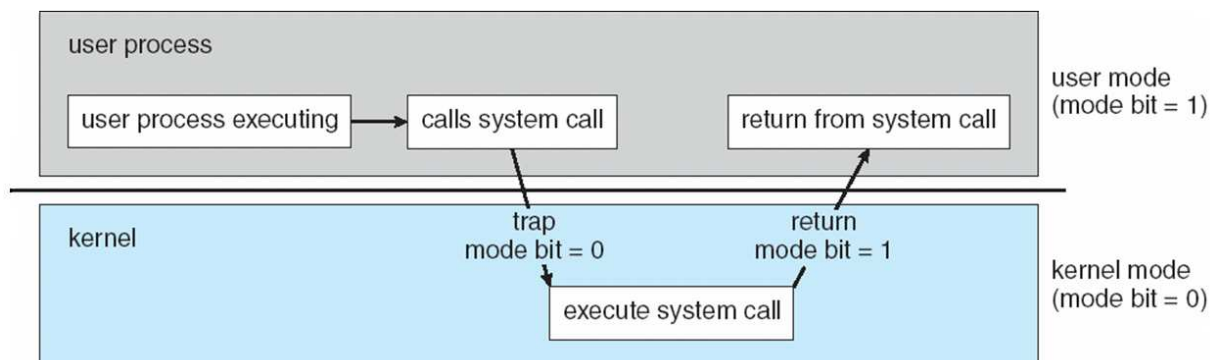 user process
user process executing
calls system call
return from system call
user mode
(mode bit = 1)
kernel
trap
mode bit = 0
return
mode bit = 1
execute system call
kernel mode
(mode bit = 0)